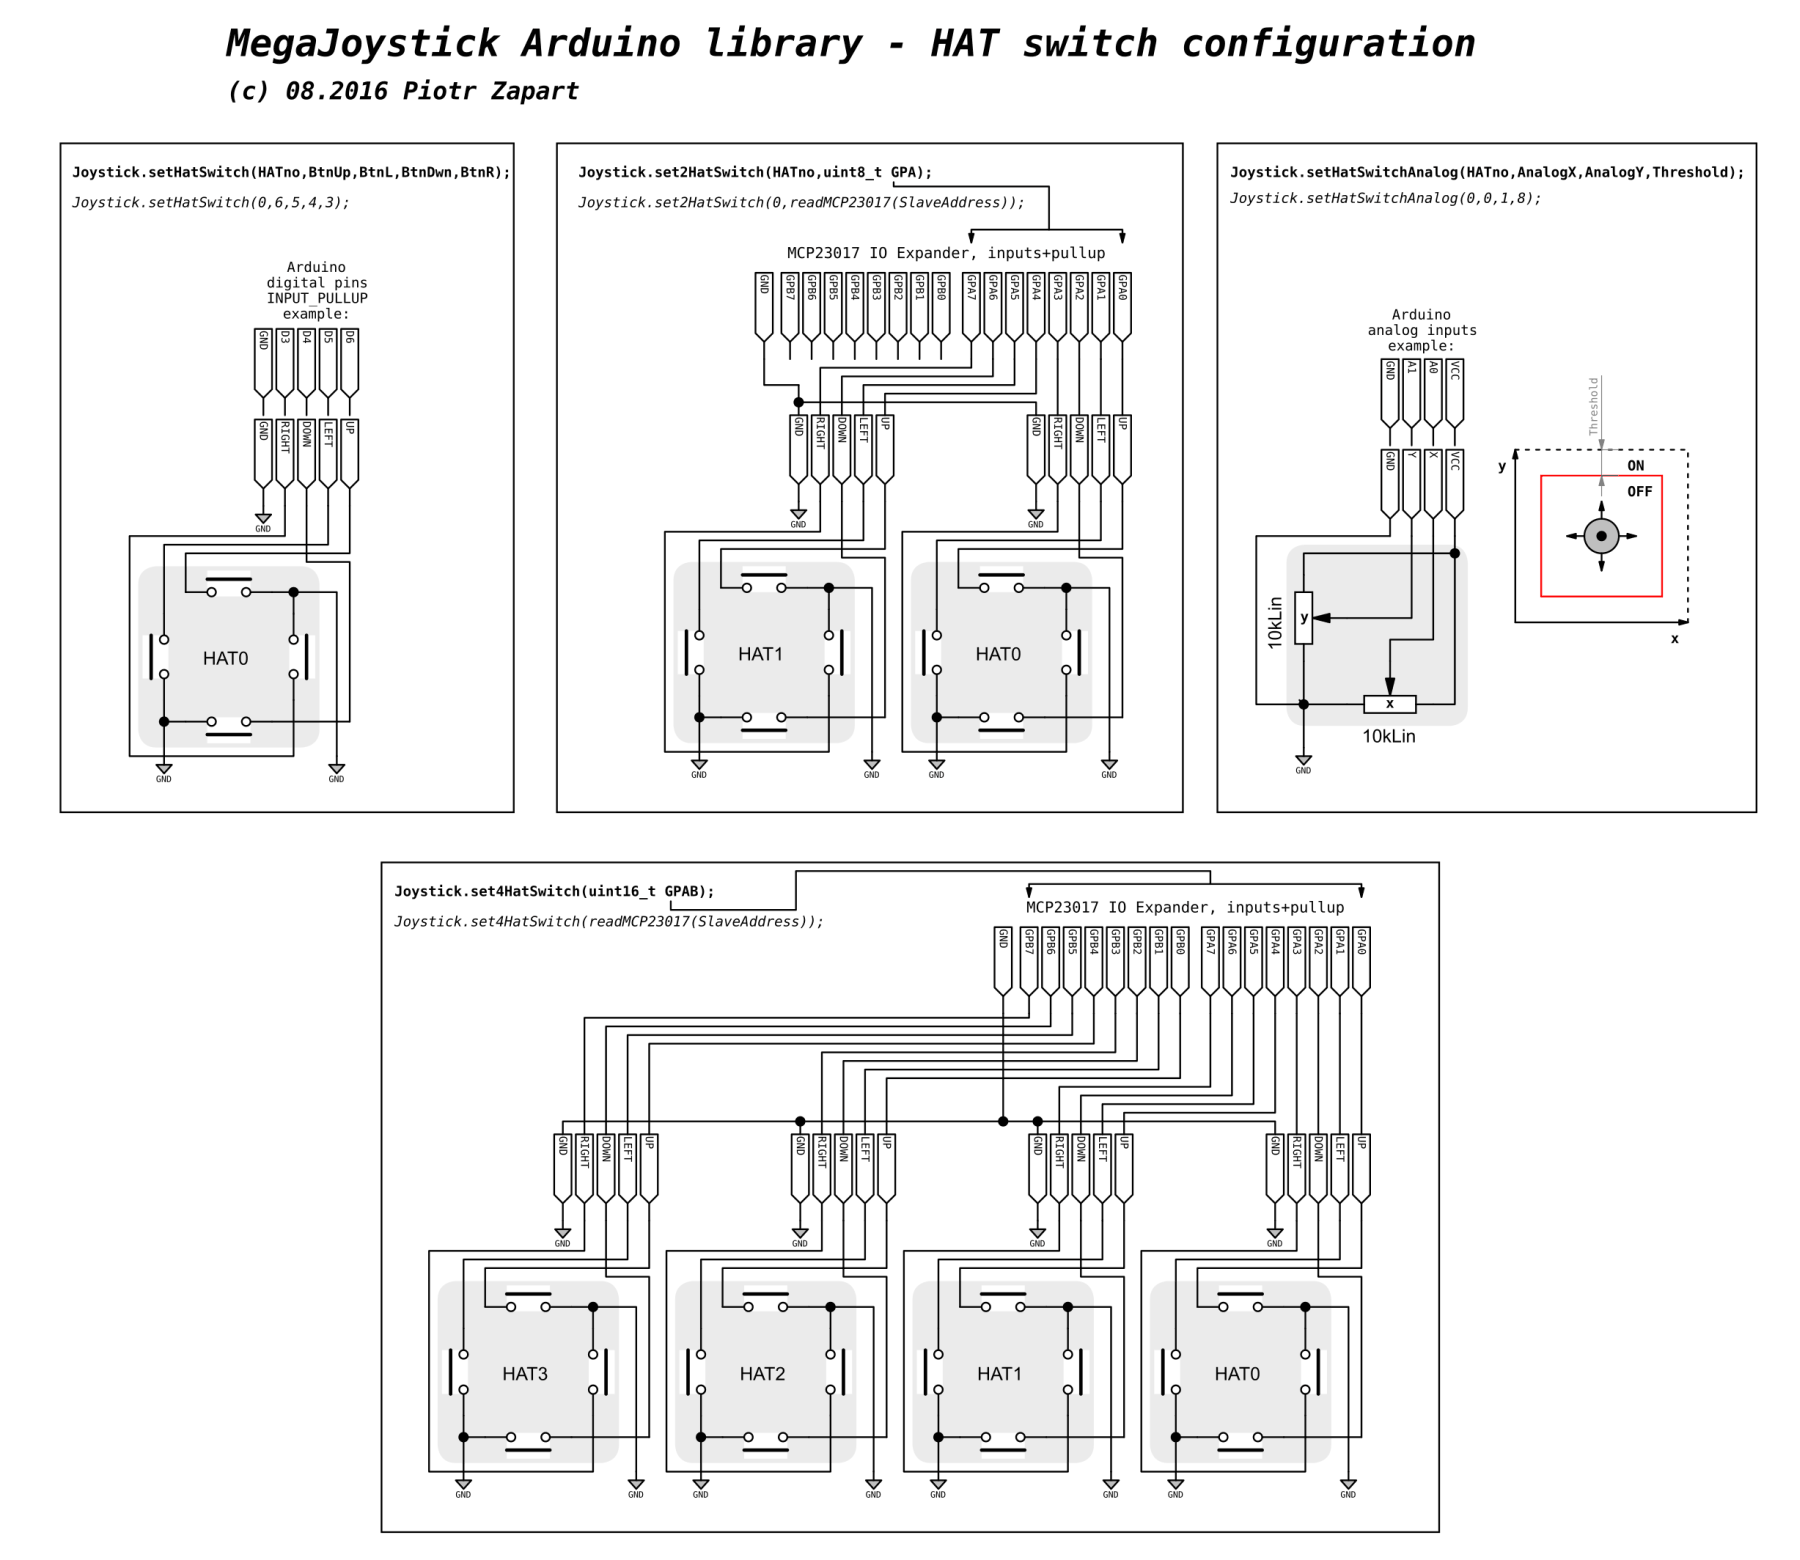 MegaJoystick Arduino library - HAT switch configuration
(c) 08.2016 Piotr Zapart
Joystick.setHatSwitch(HATno,BtnUp,BtnL,BtnDwn,BtnR);
Joystick.setHatSwitch(0,6,5,4,3);
Arduino
digital pins
INPUT_PULLUP
example:
GND D3 D4 D5 D6
GND RIGHT DOWN LEFT UP
GND
HAT0
GND GND
Joystick.set2HatSwitch(HATno,uint8_t GPA);
Joystick.set2HatSwitch(0,readMCP23017(SlaveAddress));
MCP23017 IO Expander, inputs+pullup
GND GPB7 GPB6 GPB5 GPB4 GPB3 GPB2 GPB1 GPB0 GPA7 GPA6 GPA5 GPA4 GPA3 GPA2 GPA1 GPA0
GND RIGHT DOWN LEFT UP GND RIGHT DOWN LEFT UP
GND GND
HAT1 HAT0
GND GND GND GND
Joystick.setHatSwitchAnalog(HATno,AnalogX,AnalogY,Threshold);
Joystick.setHatSwitchAnalog(0,0,1,8);
Arduino
analog inputs
example:
GND A1 A0 VCC
GND Y X VCC
10kLin
y
x
10kLin
GND
Threshold
y
ON
OFF
x
Joystick.set4HatSwitch(uint16_t GPAB);
Joystick.set4HatSwitch(readMCP23017(SlaveAddress));
MCP23017 IO Expander, inputs+pullup
GND GPB7 GPB6 GPB5 GPB4 GPB3 GPB2 GPB1 GPB0 GPA7 GPA6 GPA5 GPA4 GPA3 GPA2 GPA1 GPA0
GND RIGHT DOWN LEFT UP GND RIGHT DOWN LEFT UP GND RIGHT DOWN LEFT UP GND RIGHT DOWN LEFT UP
GND GND GND GND
HAT3 HAT2 HAT1 HAT0
GND GND GND GND GND GND GND GND